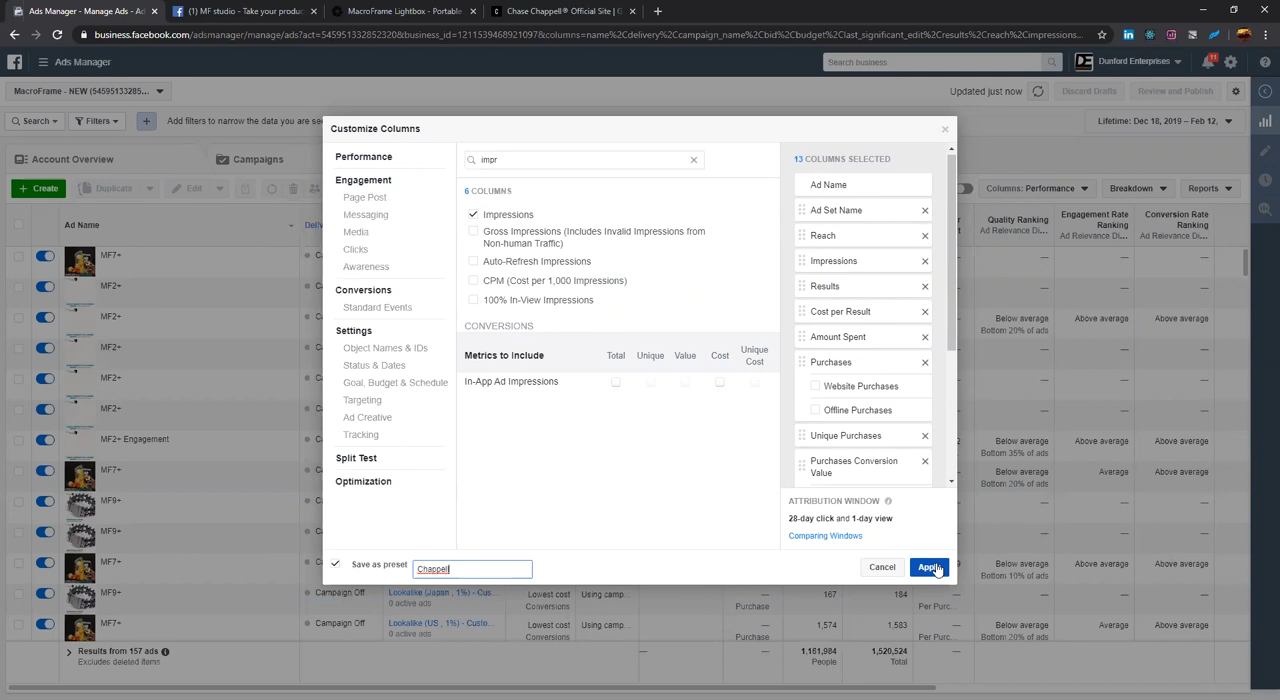 Ads Manager - Manage Ads - Ad
(1) MF studio - Take your produc
MacroFrame Lightbox - Portable
Chase Chappell® Official Site | G
business.facebook.com/adsmanager/manage/ads?act=545951332852320&business_id=1211539468921097&columns=name%2Cdelivery%2Ccampaign_name%2Cbid%2Cbudget%2Clast_significant_edit%2Cresults%2Creach%2Cimpressions...
Ads Manager
Search business
Dunford Enterprises
11
MacroFrame - NEW (54595133285...
Updated just now
Discard Drafts
Review and Publish
Search
Filters
Add filters to narrow the data you are see
Lifetime: Dec 18, 2019 – Feb 12,
Account Overview
Campaigns
Create
Duplicate
Edit
Columns: Performance
Breakdown
Reports
Ad Name
Quality Ranking
Ad Relevance Di...
Engagement Rate
Ranking
Ad Relevance Di...
Conversion Rate
Ranking
Ad Relevance Di...
MF7+
MF2+
MF2+
Below average
Bottom 20% of ads
Above average
Above average
MF2+
MF2+
MF2+
MF2+ Engagement
Below average
Bottom 35% of ads
Above average
Above average
MF7+
Below average
Bottom 20% of ads
Average
Above average
MF9+
MF9+
MF7+
Below average
Bottom 10% of ads
Above average
Above average
MF9+
Campaign Off
Lookalike (Japan , 1%) - Cus...
0 active ads
Lowest cost
Conversions
Using camp...
Purchase
167
184
Per Purc...
MF7+
Campaign Off
Lookalike (US , 1%) - Custo...
0 active ads
Lowest cost
Conversions
Using camp...
Purchase
1,574
1,583
Per Purc...
Results from 157 ads
Excludes deleted items
1,161,984
People
1,520,524
Total
Customize Columns
Performance
Engagement
Page Post
Messaging
Media
Clicks
Awareness
Conversions
Standard Events
Settings
Object Names & IDs
Status & Dates
Goal, Budget & Schedule
Targeting
Ad Creative
Tracking
Split Test
Optimization
impr
6 COLUMNS
Impressions
Gross Impressions (Includes Invalid Impressions from
Non-human Traffic)
Auto-Refresh Impressions
CPM (Cost per 1,000 Impressions)
100% In-View Impressions
CONVERSIONS
Metrics to Include
Total
Unique
Value
Cost
Unique
Cost
In-App Ad Impressions
13 COLUMNS SELECTED
Ad Name
Ad Set Name
Reach
Impressions
Results
Cost per Result
Amount Spent
Purchases
Website Purchases
Offline Purchases
Unique Purchases
Purchases Conversion
Value
ATTRIBUTION WINDOW
28-day click and 1-day view
Comparing Windows
Save as preset
Chappell
Cancel
Apply